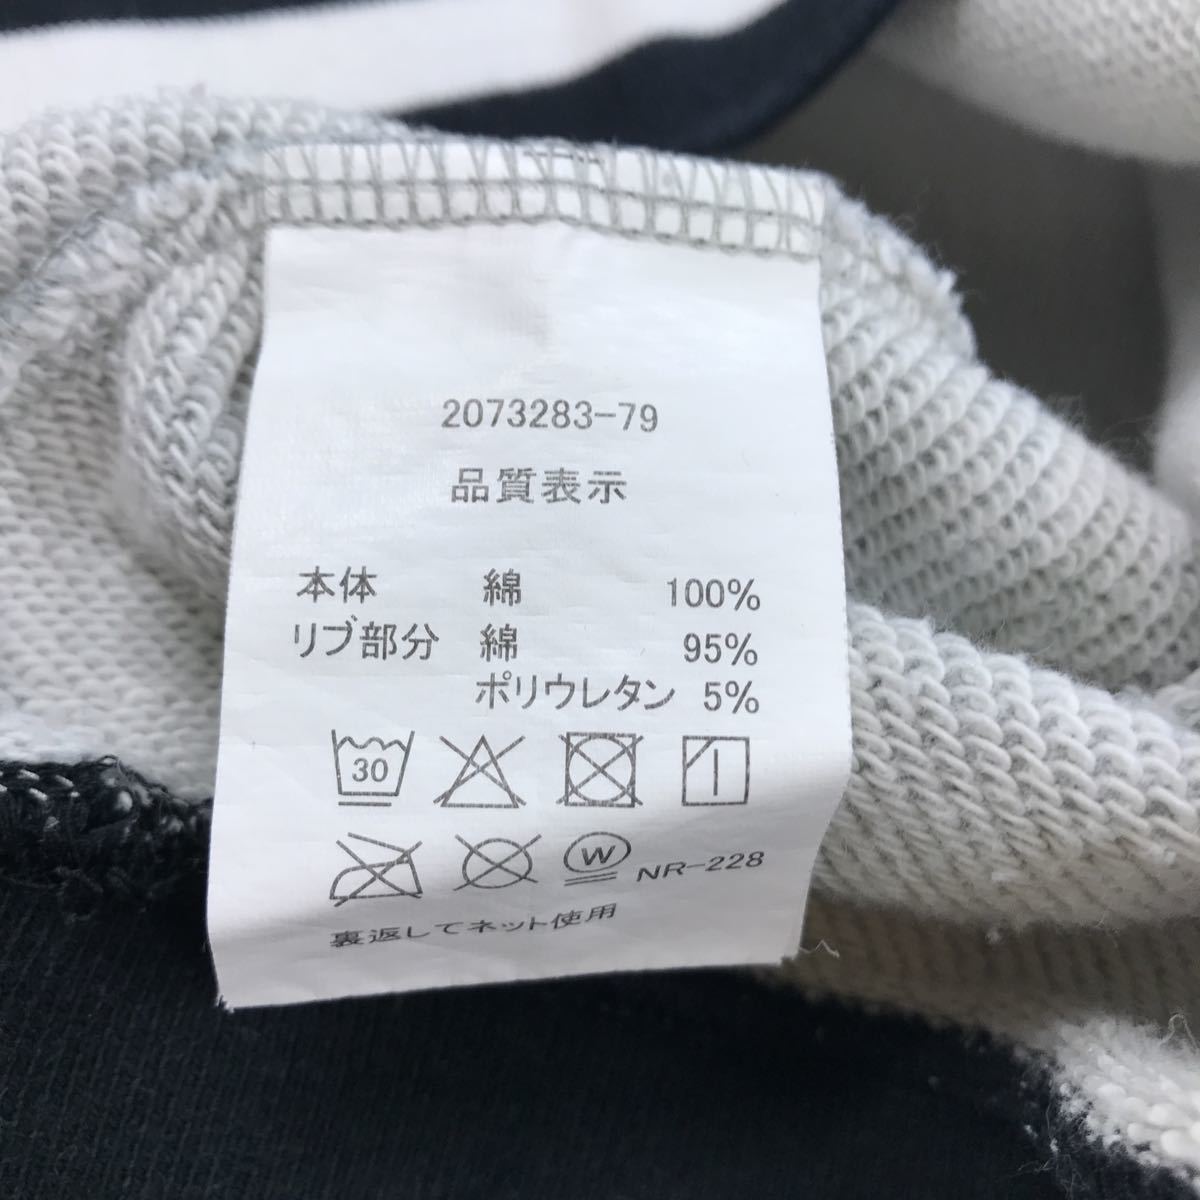 2073283-79
品質表示
本体 綿 100%
リブ部分 綿 95%
ポリウレタン 5%
30
W NR-228
裏返してネット使用